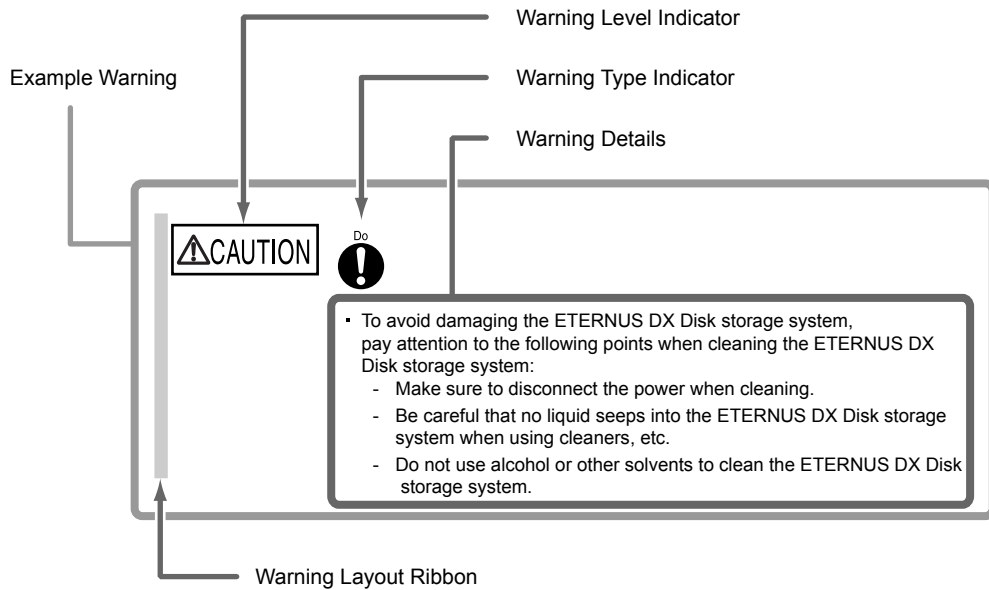 Warning Level Indicator
Example Warning
Warning Type Indicator
Warning Details
CAUTION
Do
▪ To avoid damaging the ETERNUS DX Disk storage system,
pay attention to the following points when cleaning the ETERNUS DX
Disk storage system:
- Make sure to disconnect the power when cleaning.
- Be careful that no liquid seeps into the ETERNUS DX Disk storage
system when using cleaners, etc.
- Do not use alcohol or other solvents to clean the ETERNUS DX Disk
storage system.
Warning Layout Ribbon